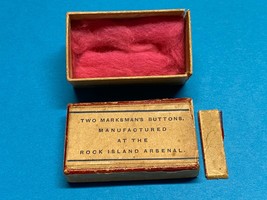 TWO MARKSMAN'S BUTTONS,
MANUFACTURED
AT THE
ROCK ISLAND ARSENAL.